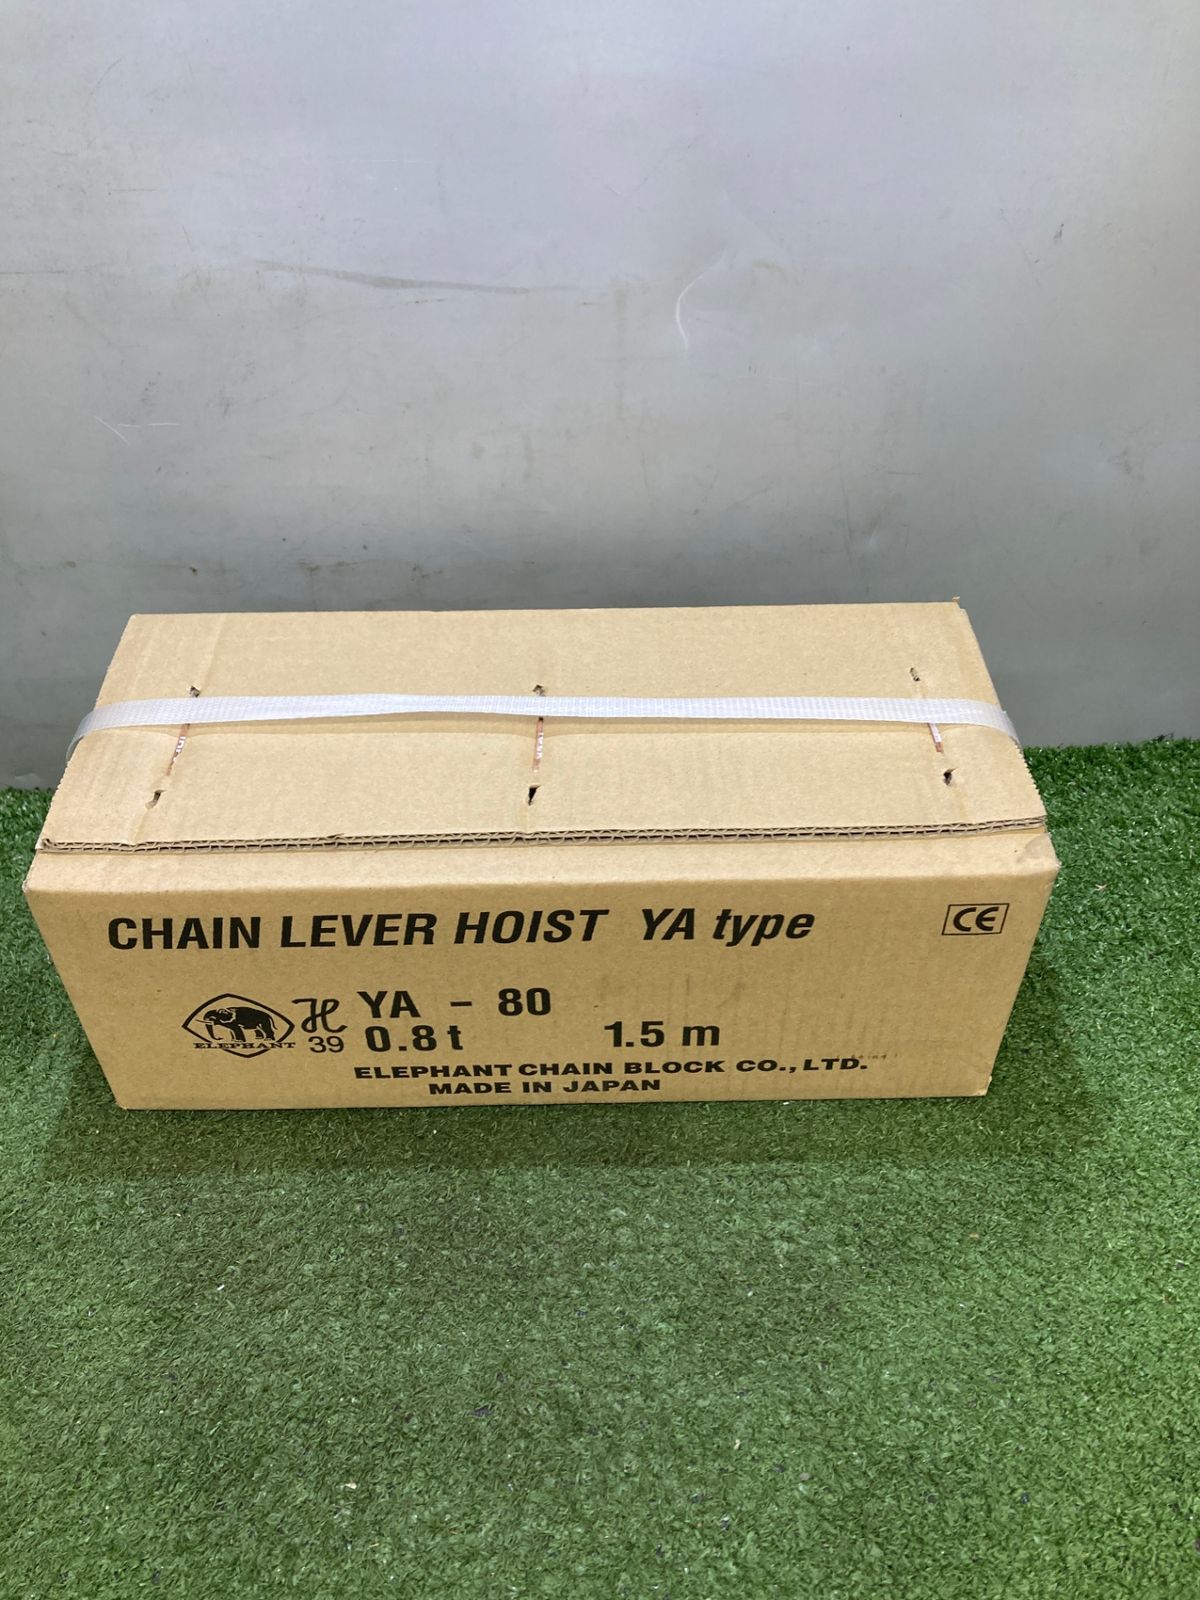 CHAIN LEVER HOIST YA type
CE
YA - 80
ELEPHANT
H
39
0.8t 1.5 m
ELEPHANT CHAIN BLOCK CO., LTD.
MADE IN JAPAN